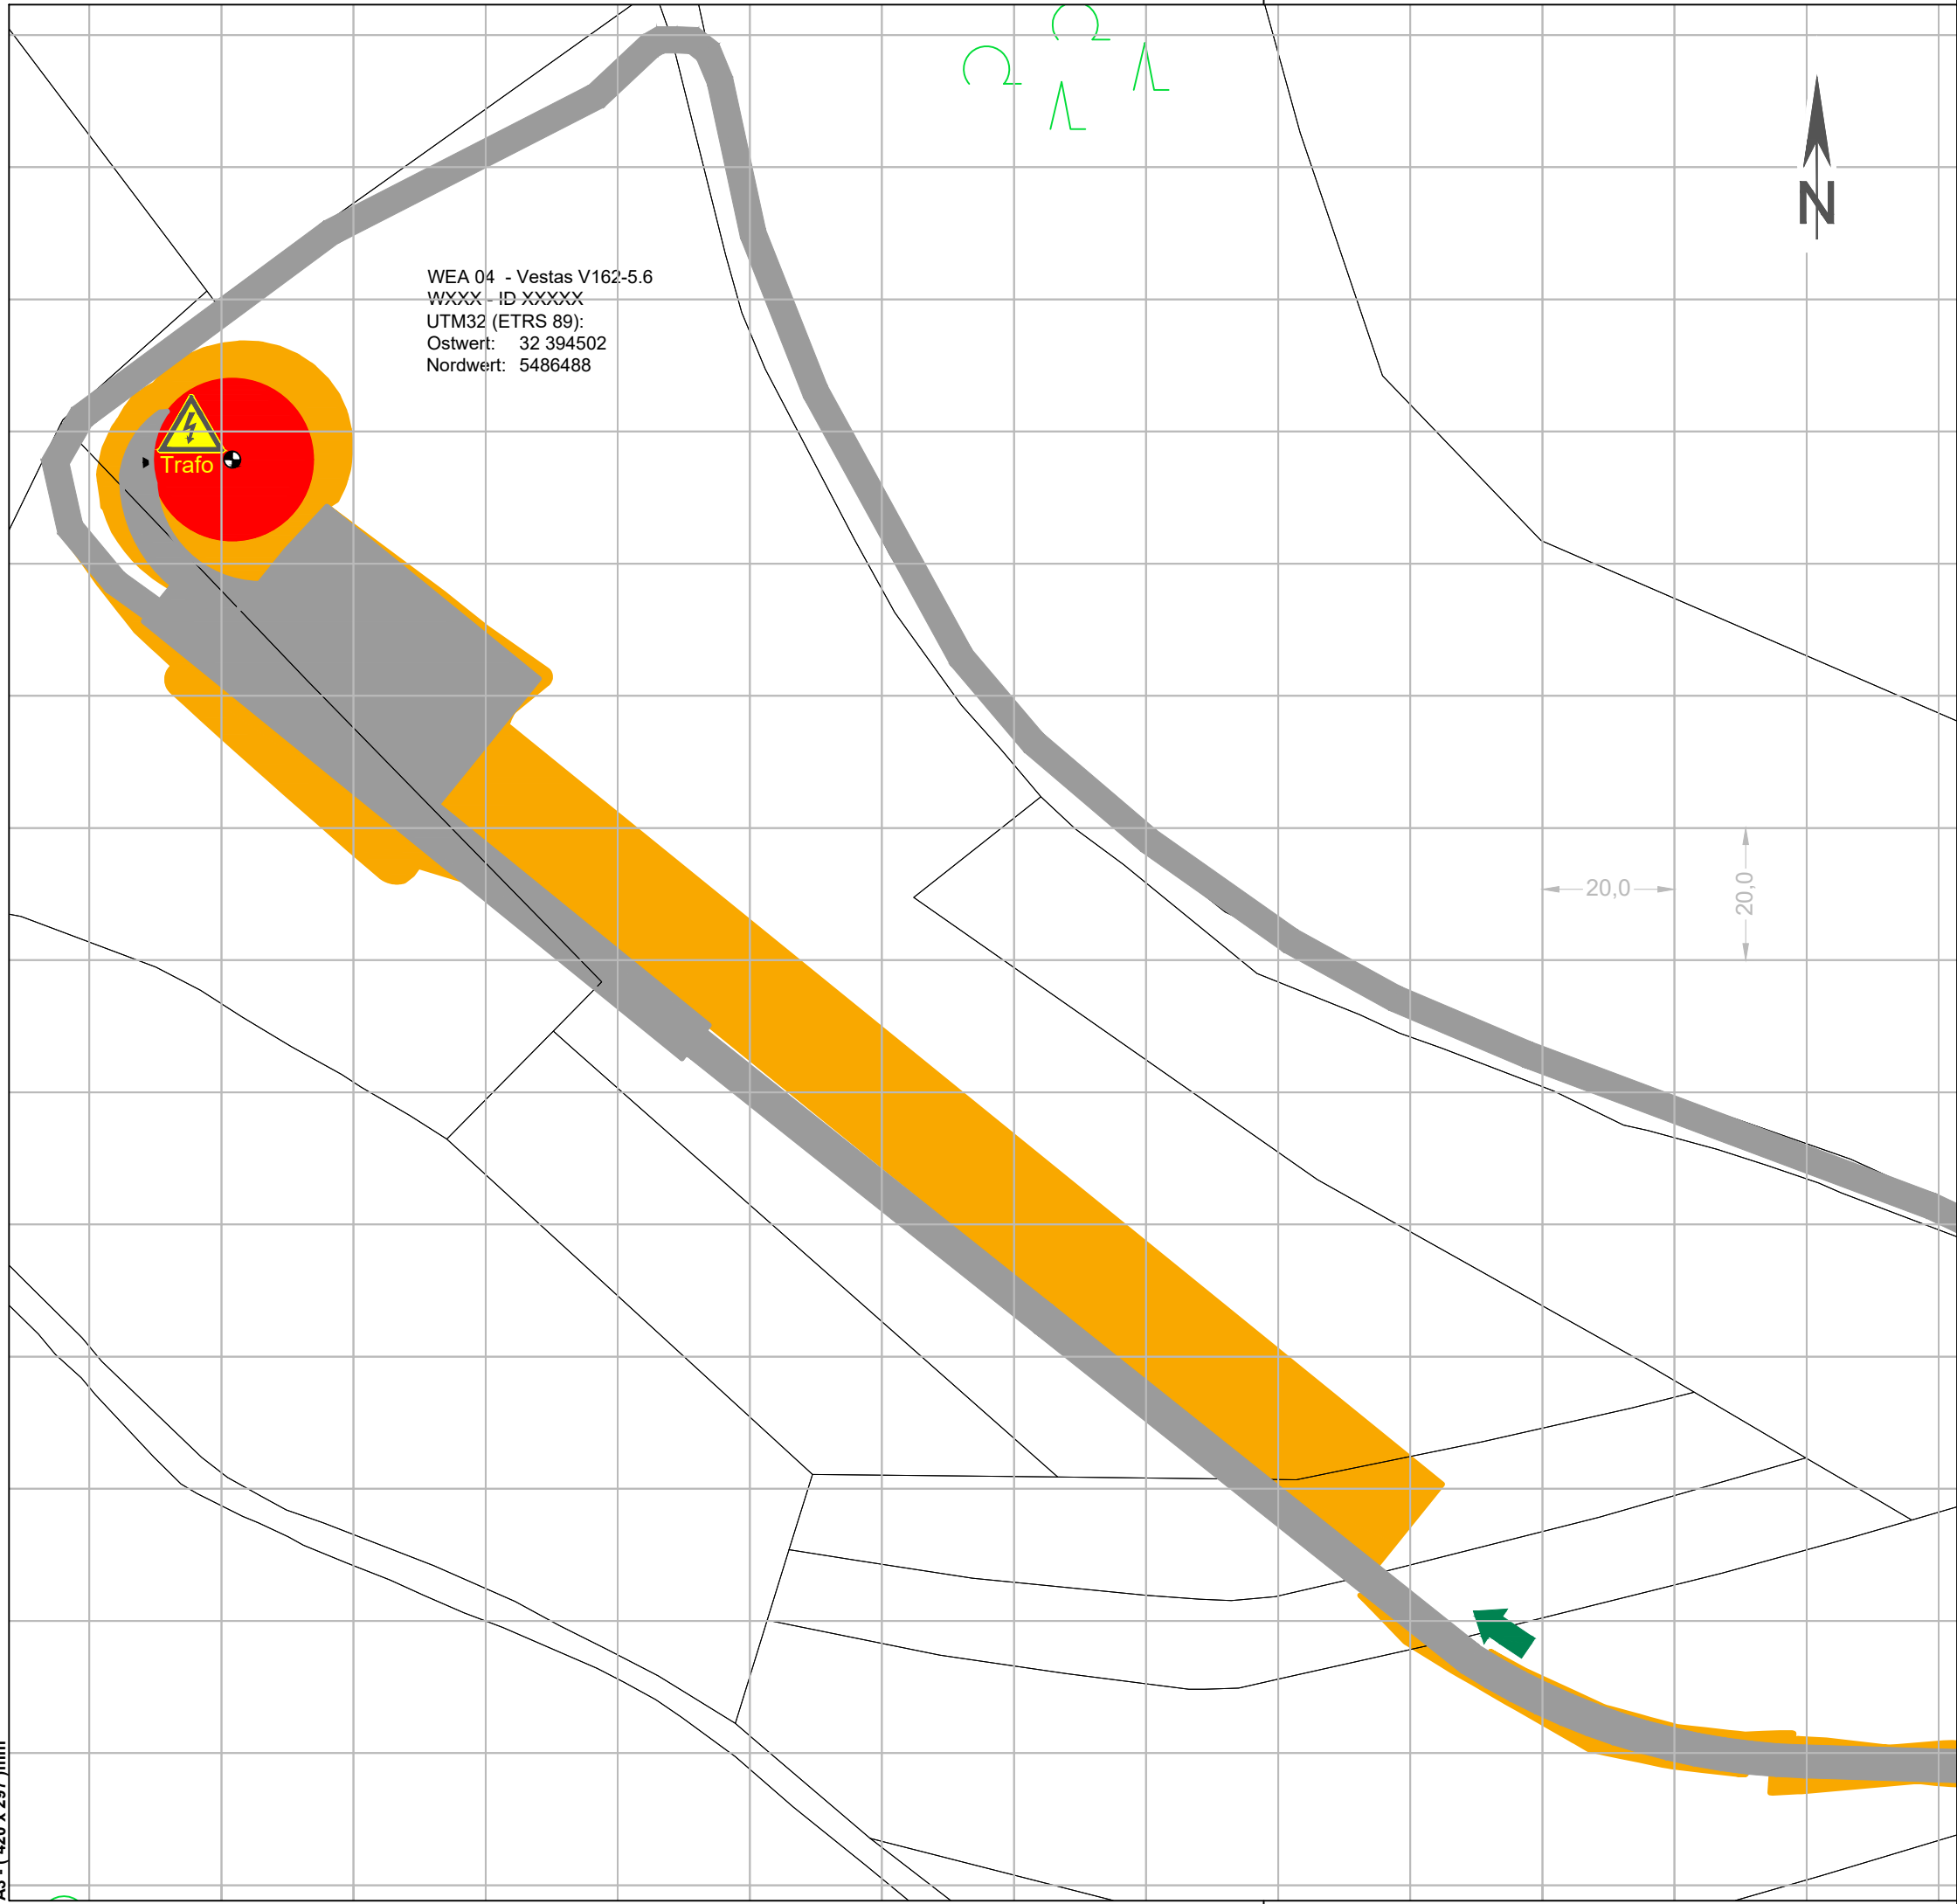 N
WEA 04 - Vestas V162-5.6
WXXX - ID XXXXX
UTM32 (ETRS 89):
Ostwert: 32 394502
Nordwert: 5486488
Trafo
20,0
20,0